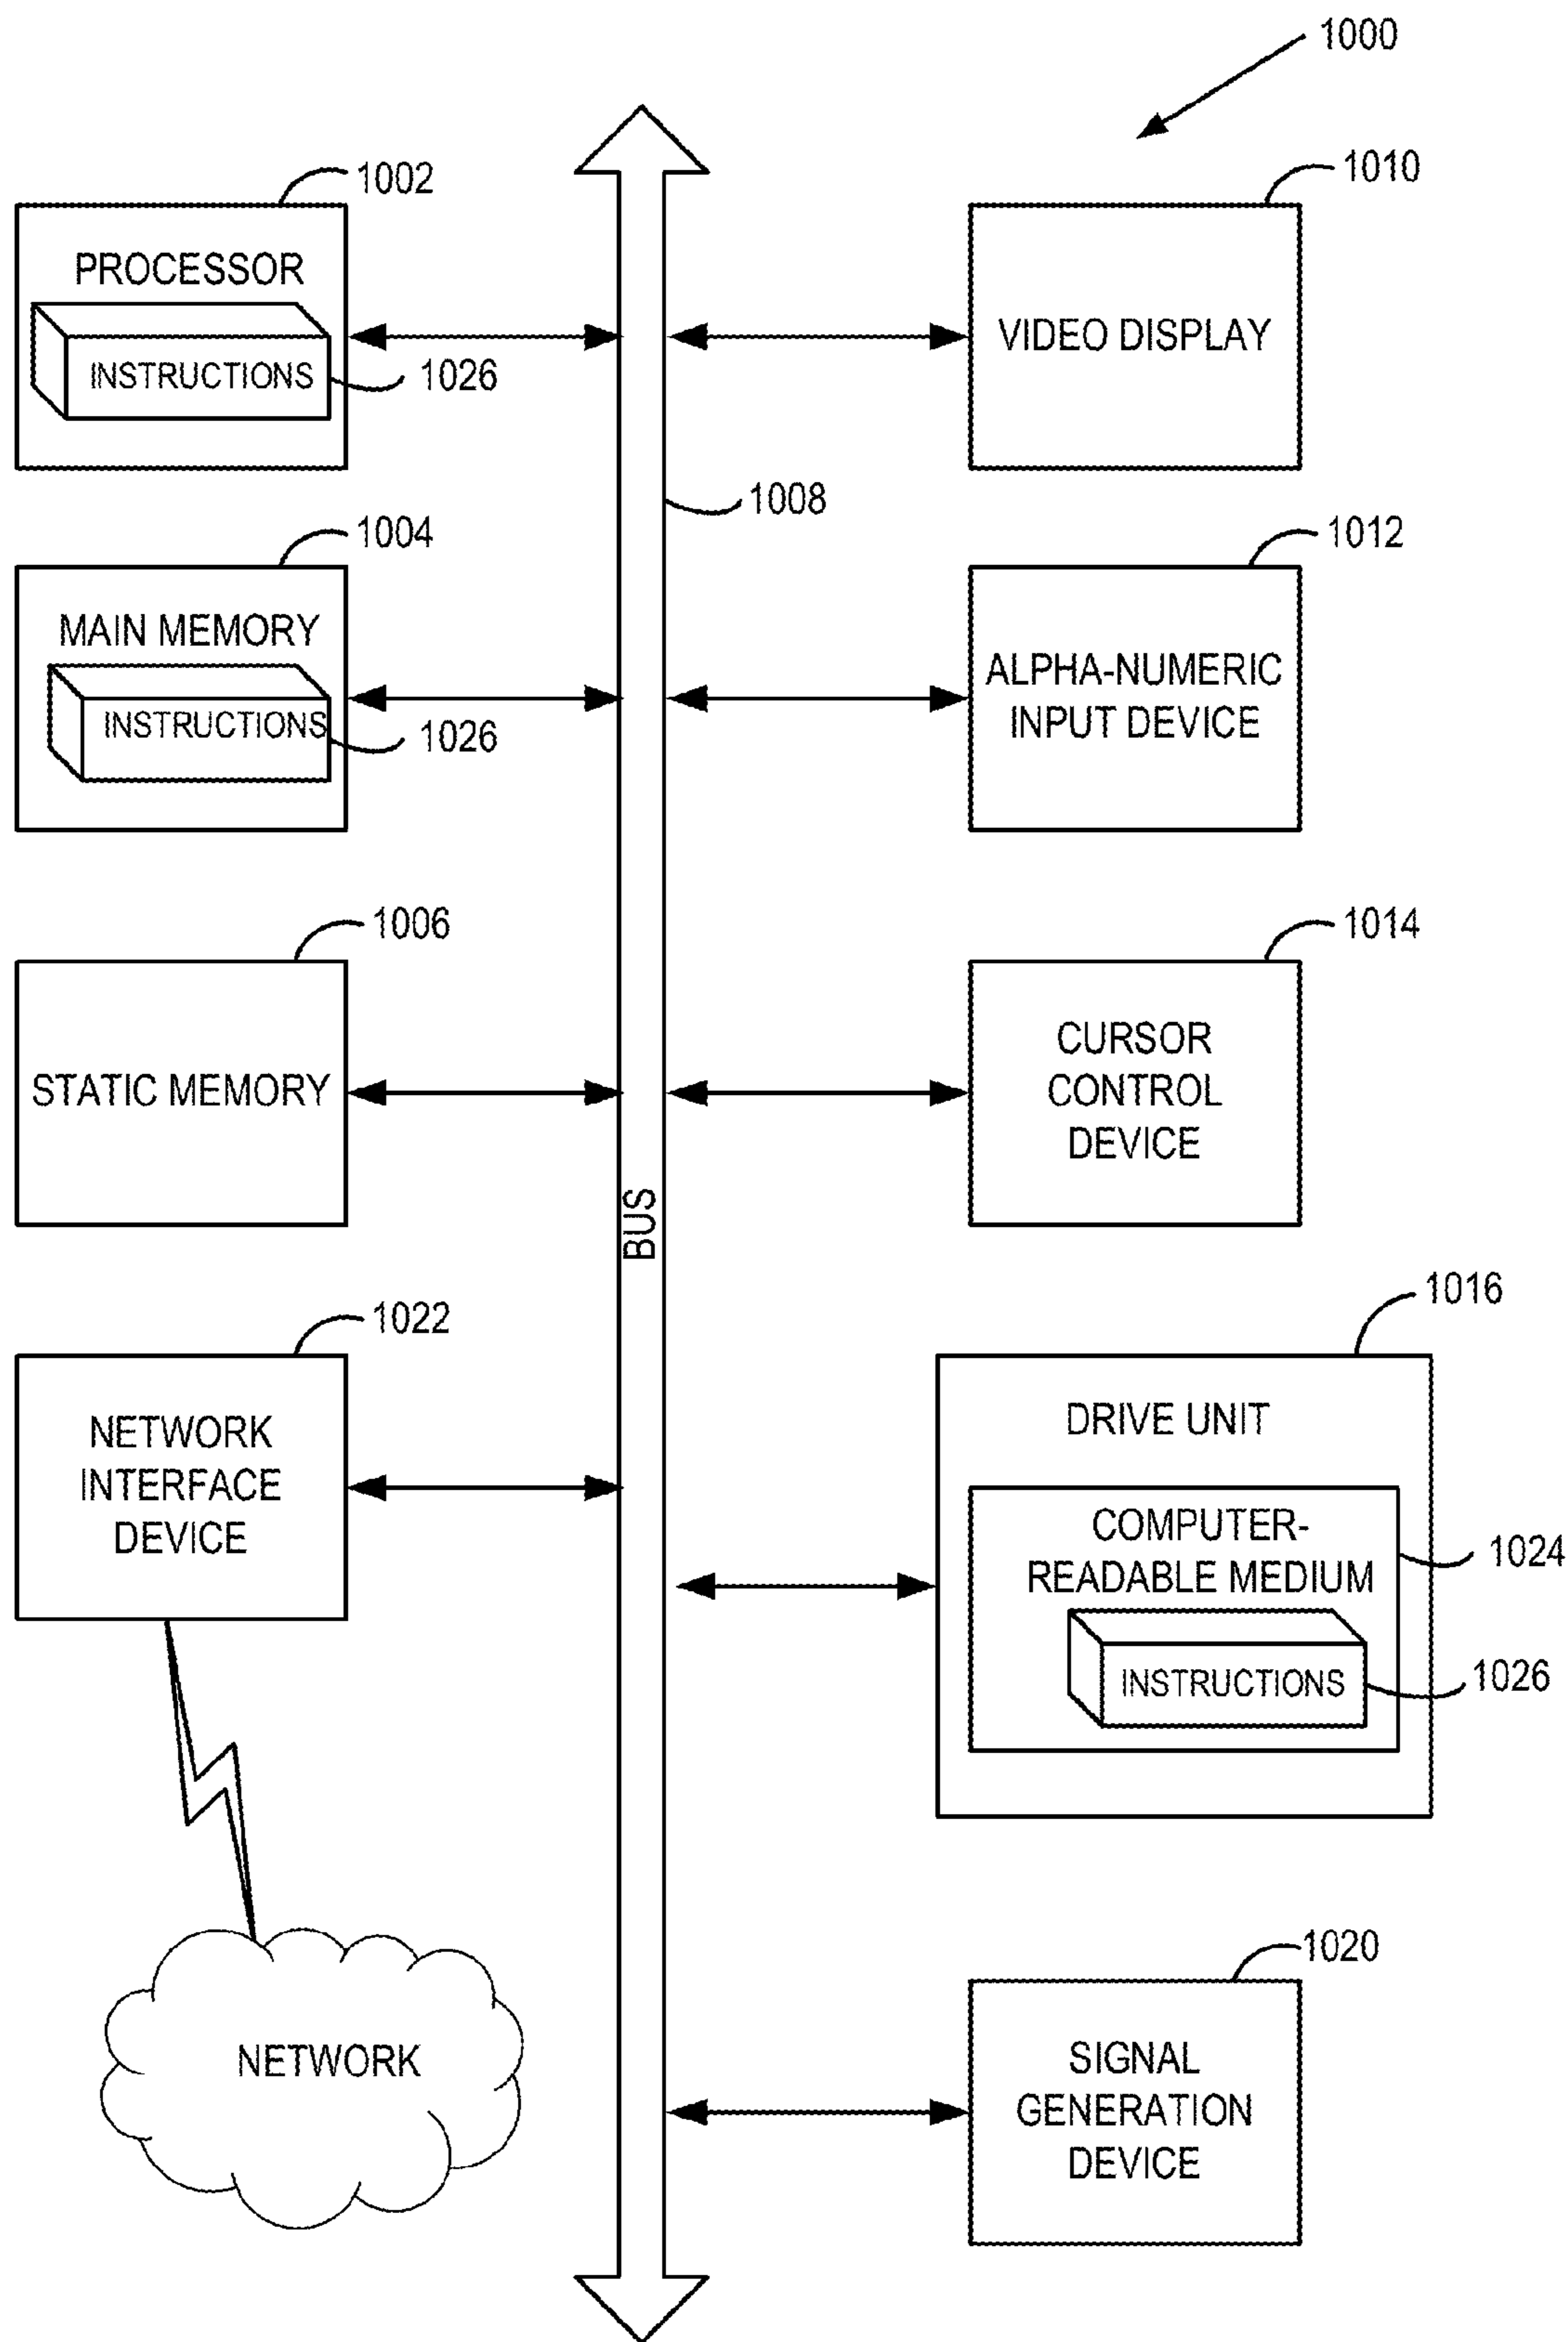 1000
1002
PROCESSOR
INSTRUCTIONS
1026
1004
MAIN MEMORY
INSTRUCTIONS
1026
1006
STATIC MEMORY
1022
NETWORK
INTERFACE
DEVICE
NETWORK
BUS
1008
1010
VIDEO DISPLAY
1012
ALPHA-NUMERIC
INPUT DEVICE
1014
CURSOR
CONTROL
DEVICE
1016
DRIVE UNIT
COMPUTER-
READABLE MEDIUM
1024
INSTRUCTIONS
1026
1020
SIGNAL
GENERATION
DEVICE